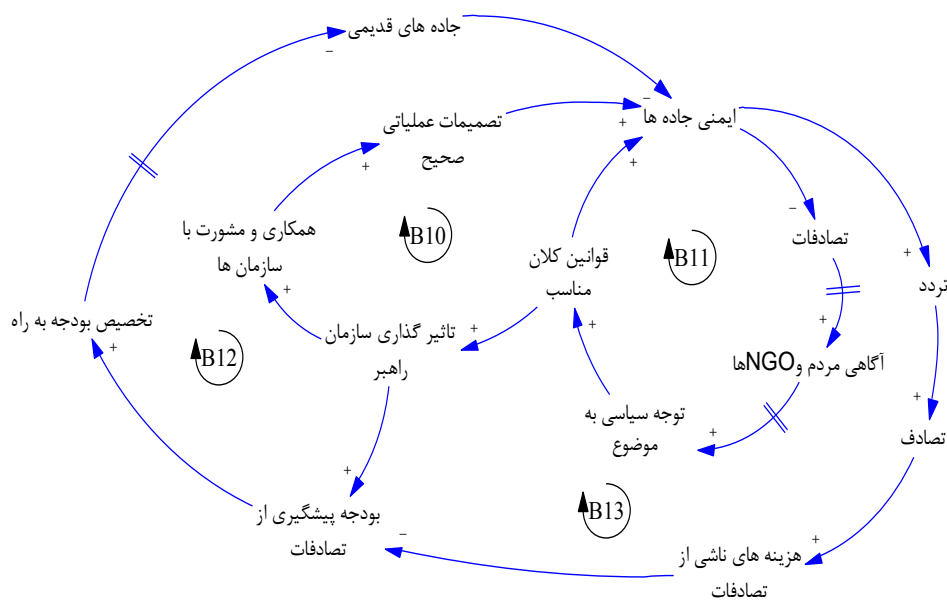 جاده های قدیمی
ایمنی جاده ها
تصمیمات عملیاتی
صحیح
همکاری و مشورت با
سازمان ها
B10
قوانین کلان
مناسب
B11
تصادفات
تردد
تخصیص بودجه به راه
B12
تاثیر گذاری سازمان
راهبر
آگاهی مردم وNGOها
توجه سیاسی به
موضوع
تصادف
بودجه پیشگیری از
تصادفات
B13
هزینه های ناشی از
تصادفات